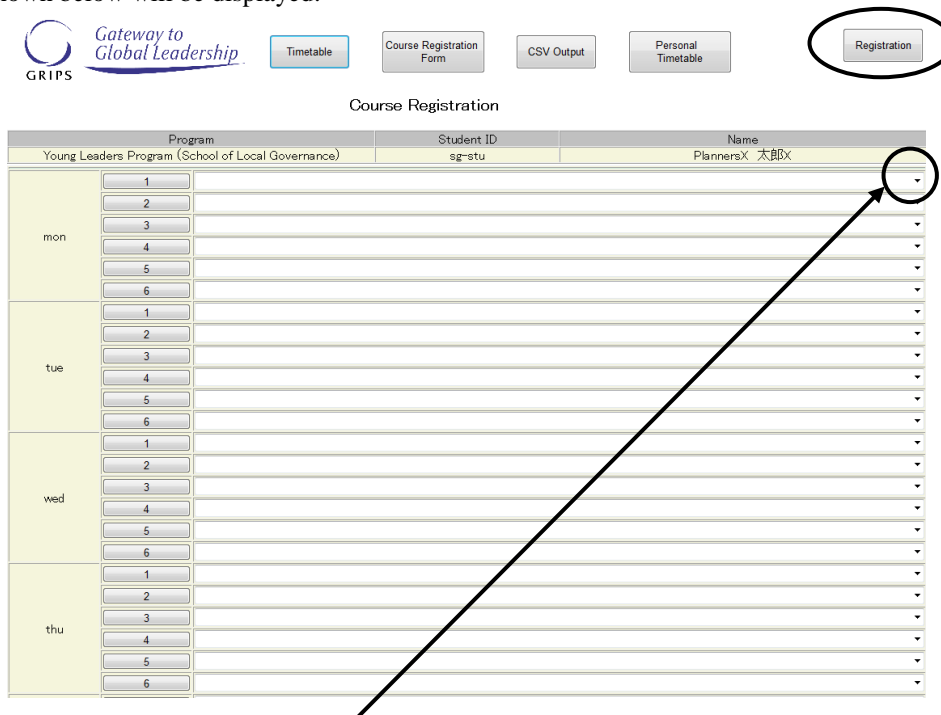 shown below will be displayed.
Gateway to
Global Leadership
GRIPS
Timetable
Course Registration
Form
CSV Output
Personal
Timetable
Registration
Course Registration
Program Student ID Name
Young Leaders Program (School of Local Governance) sg-stu PlannersX 太郎X
mon
1
2
3
4
5
6
tue
1
2
3
4
5
6
wed
1
2
3
4
5
6
thu
1
2
3
4
5
6